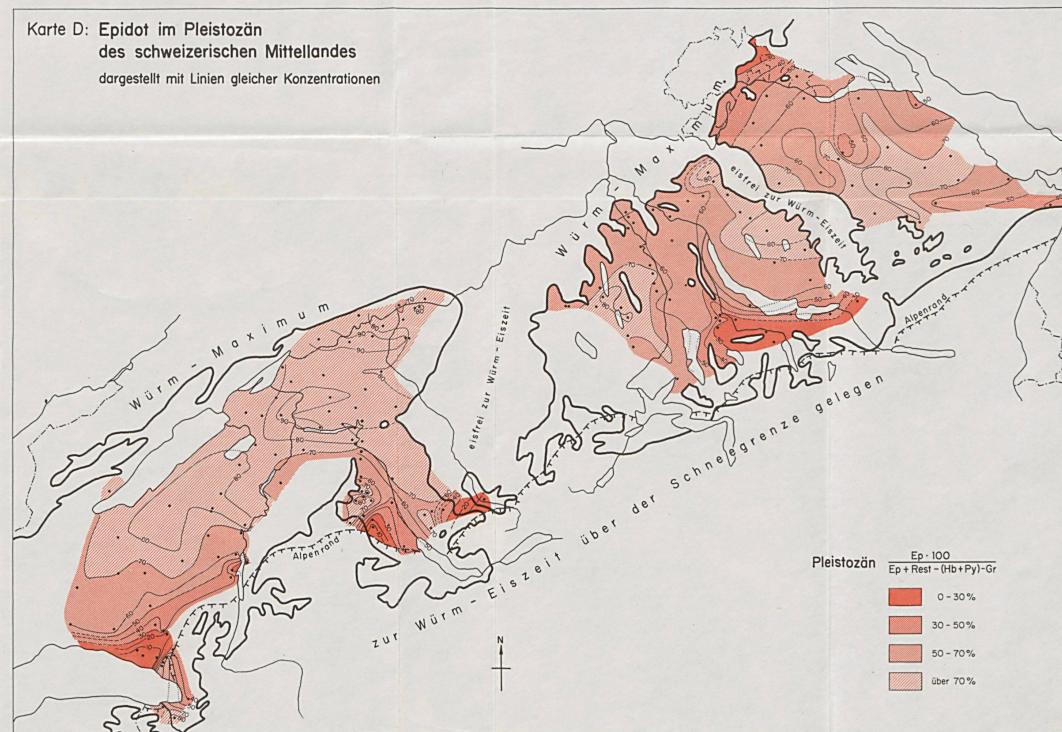 Karte D: Epidot im Pleistozän
des schweizerischen Mittellandes
dargestellt mit Linien gleicher Konzentrationen
Würm - Maximum
eisfrei zur Würm-Eiszeit
Würm - Maximum
eisfrei zur Würm-Eiszeit
Alpenrand
Alpenrand
zur Würm-Eiszeit über der Schneegrenze gelegen
N
Pleistozän
Ep · 100
Ep + Rest - (Hb + Py) - Gr
0 - 30 %
30 - 50 %
50 - 70 %
über 70 %